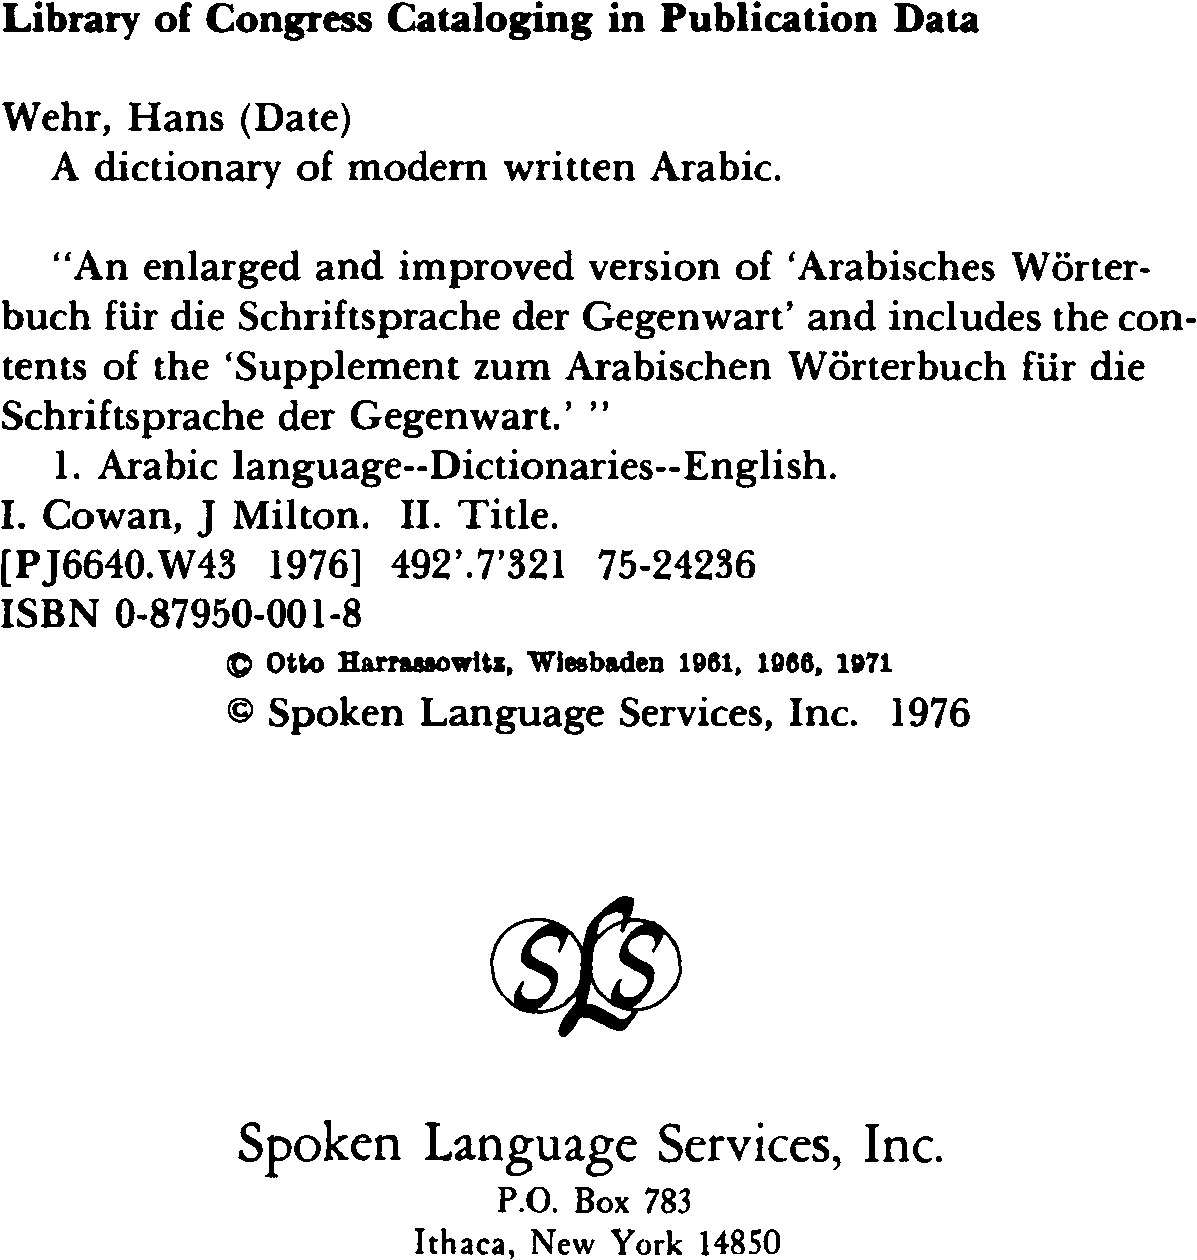 Library of Congress Cataloging in Publication Data
Wehr, Hans (Date)
A dictionary of modern written Arabic.
"An enlarged and improved version of 'Arabisches Wörter-
buch für die Schriftsprache der Gegenwart' and includes the con-
tents of the 'Supplement zum Arabischen Wörterbuch für die
Schriftsprache der Gegenwart.' "
1. Arabic language--Dictionaries--English.
I. Cowan, J Milton. II. Title.
[PJ6640.W43 1976] 492'.7'321 75-24236
ISBN 0-87950-001-8
© Otto Harrassowitz, Wiesbaden 1961, 1966, 1971
© Spoken Language Services, Inc. 1976
SLS
Spoken Language Services, Inc.
P.O. Box 783
Ithaca, New York 14850